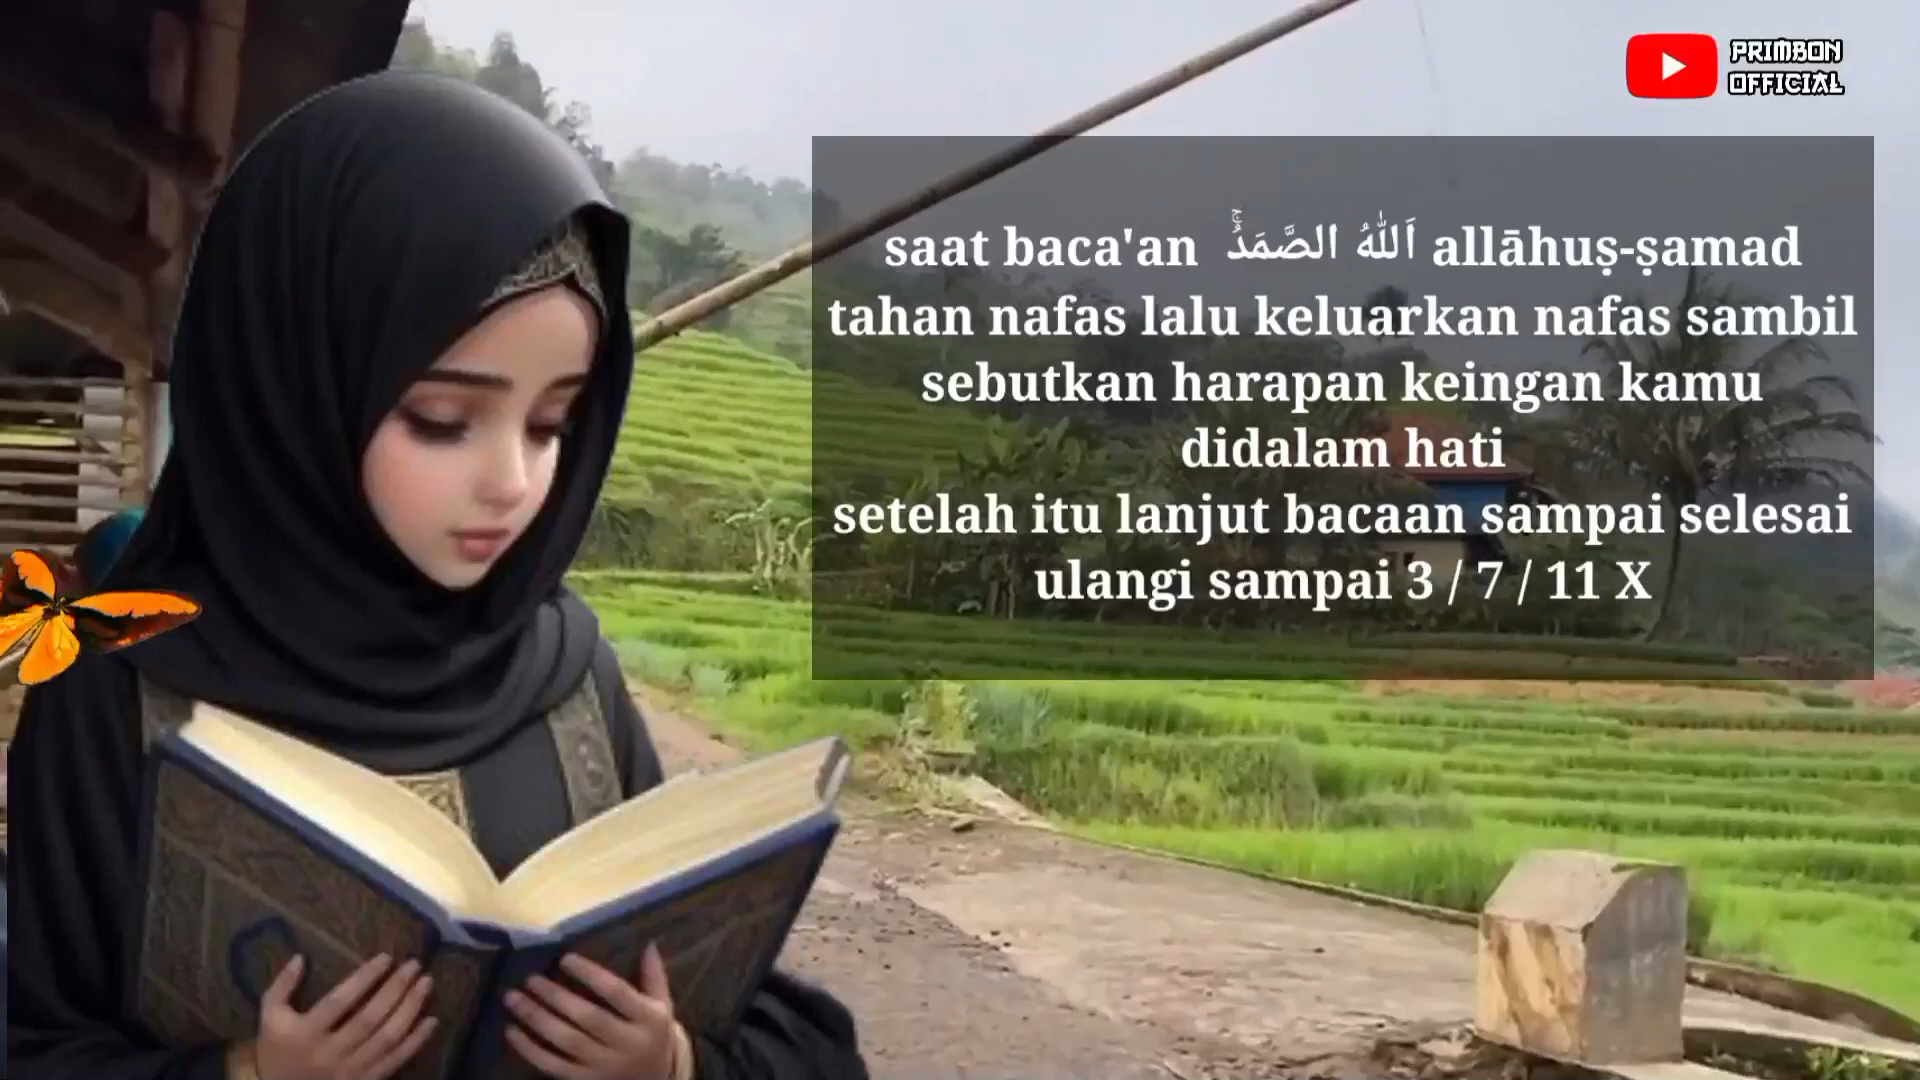 PRIMBON
OFFICIAL
saat baca'an اَللّٰهُ الصَّمَدُۚ allāhuṣ-ṣamad
tahan nafas lalu keluarkan nafas sambil
sebutkan harapan keingan kamu
didalam hati
setelah itu lanjut bacaan sampai selesai
ulangi sampai 3 / 7 / 11 X